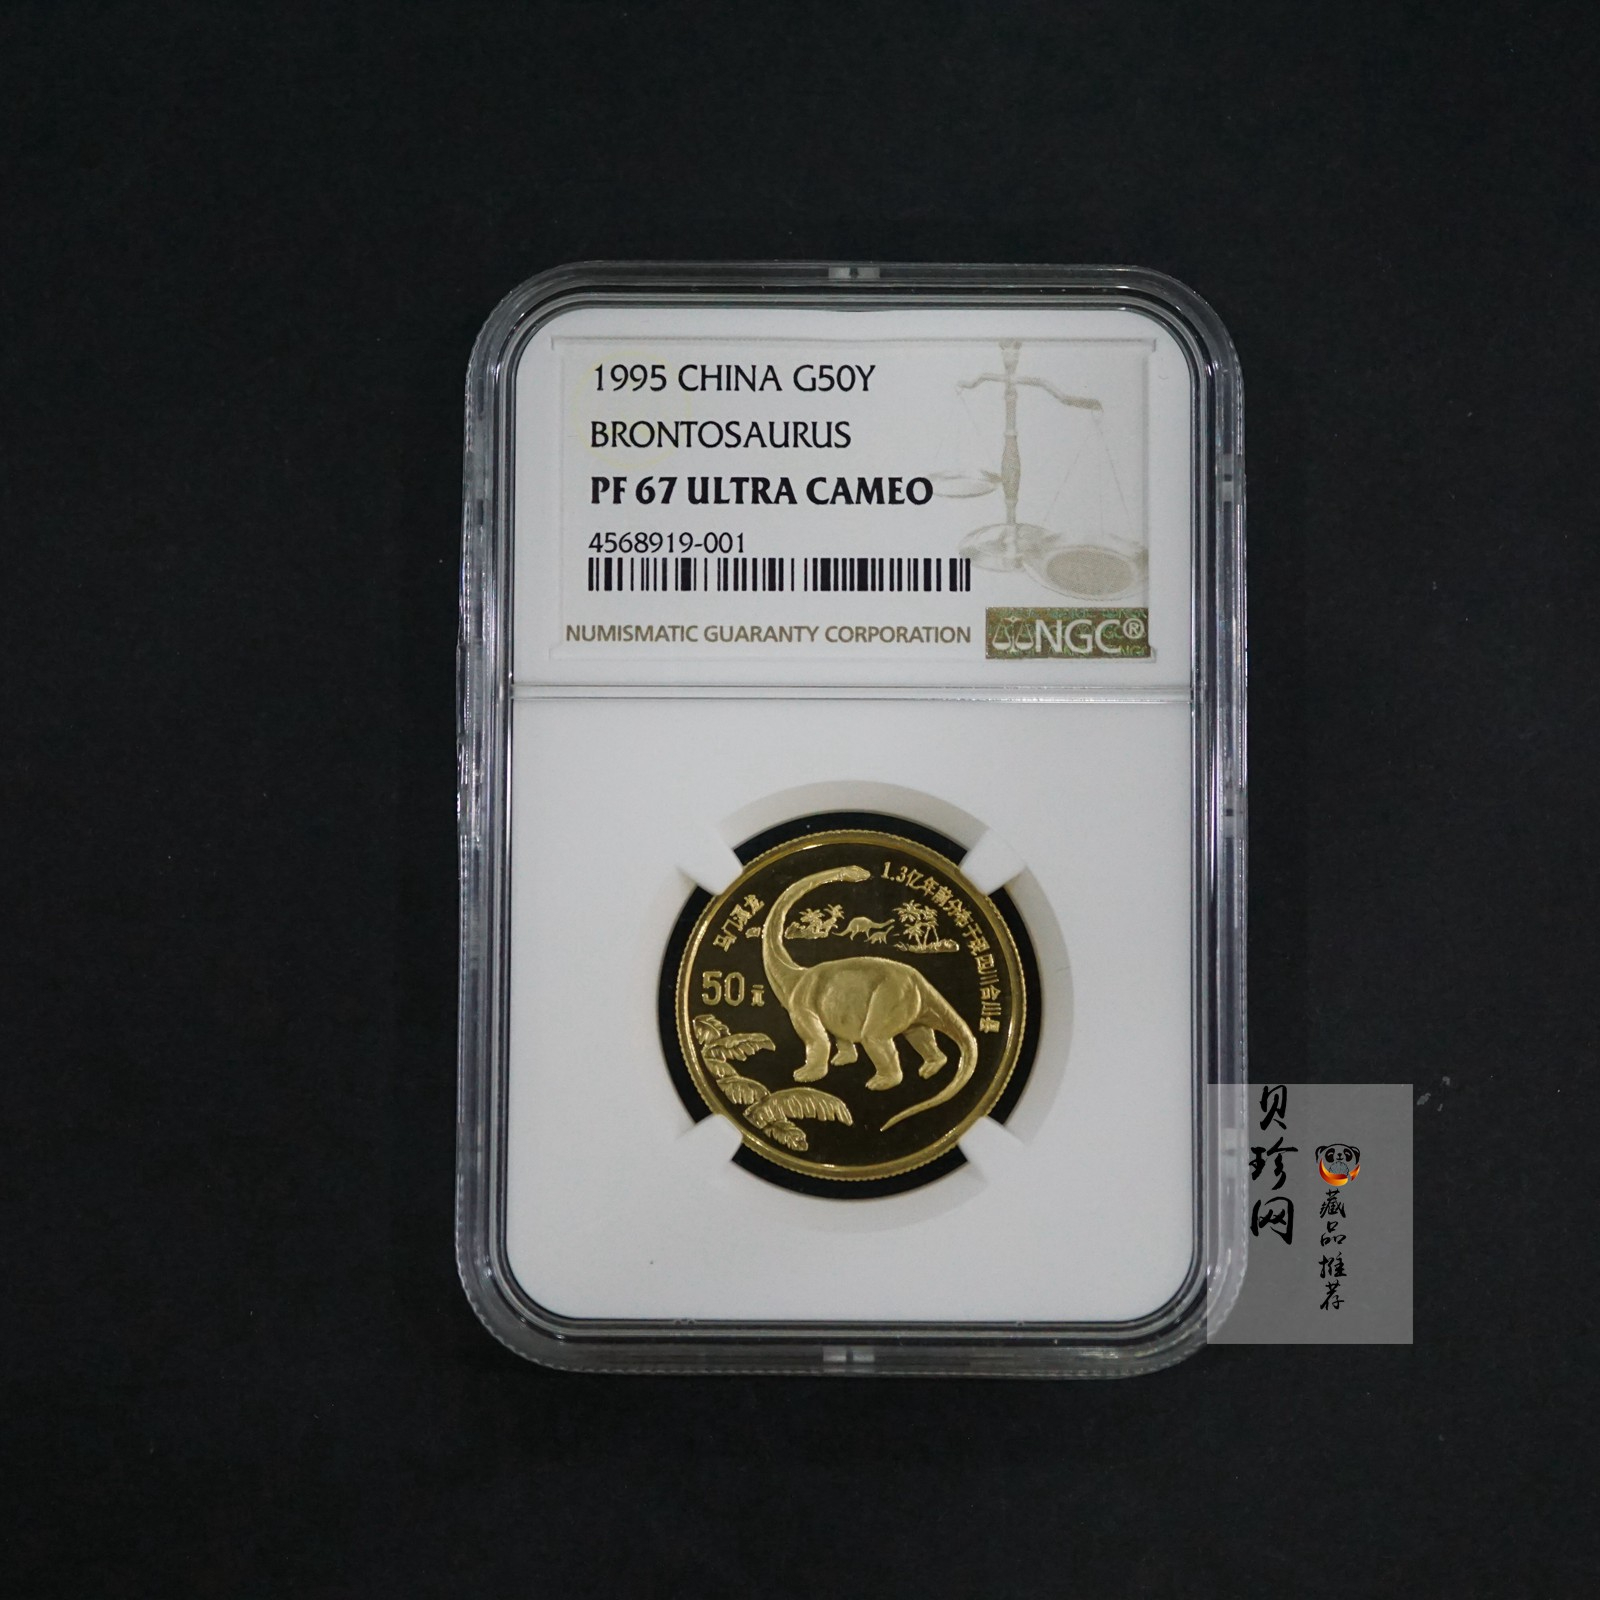 1995 CHINA G50Y
BRONTOSAURUS
PF 67 ULTRA CAMEO
4568919-001
NUMISMATIC GUARANTY CORPORATION
NGC®
1.3亿年前分布于现四川合川县
马门溪龙
50元
贝珍网
藏品推荐